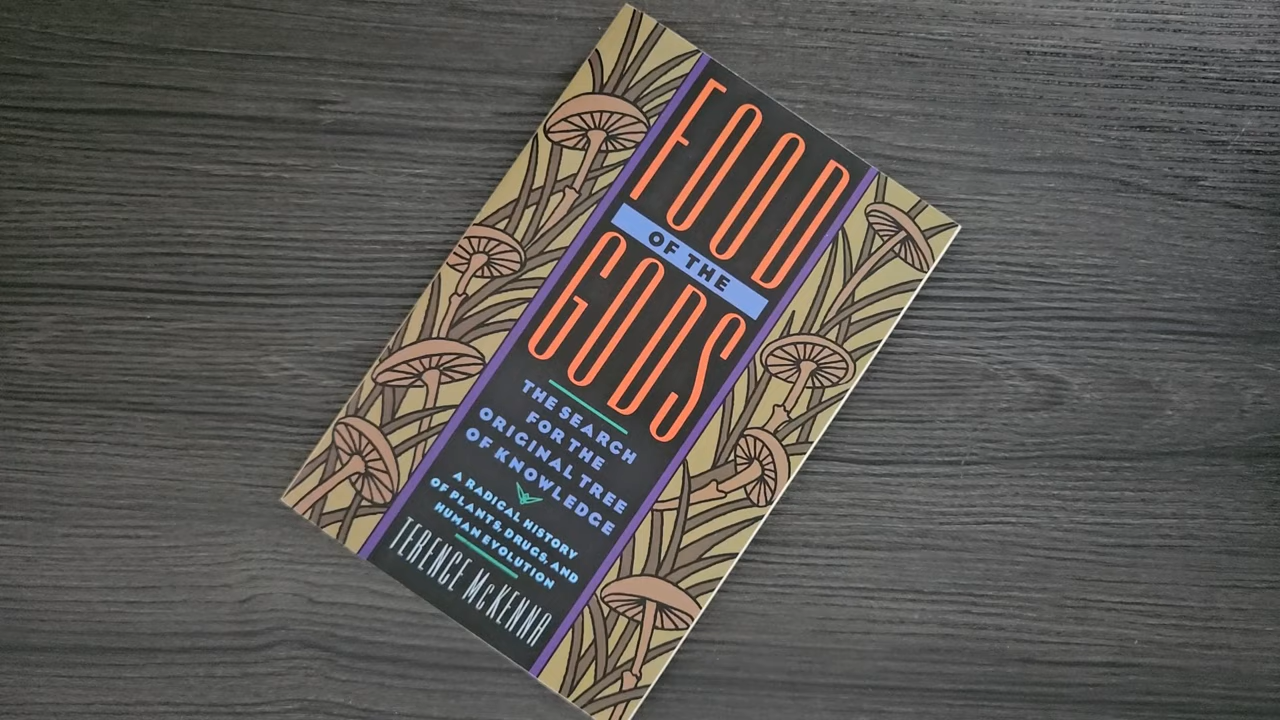 FOOD
OF THE
GODS
THE SEARCH
FOR THE
ORIGINAL TREE
OF KNOWLEDGE
A RADICAL HISTORY
OF PLANTS, DRUGS, AND
HUMAN EVOLUTION
TERENCE McKENNA